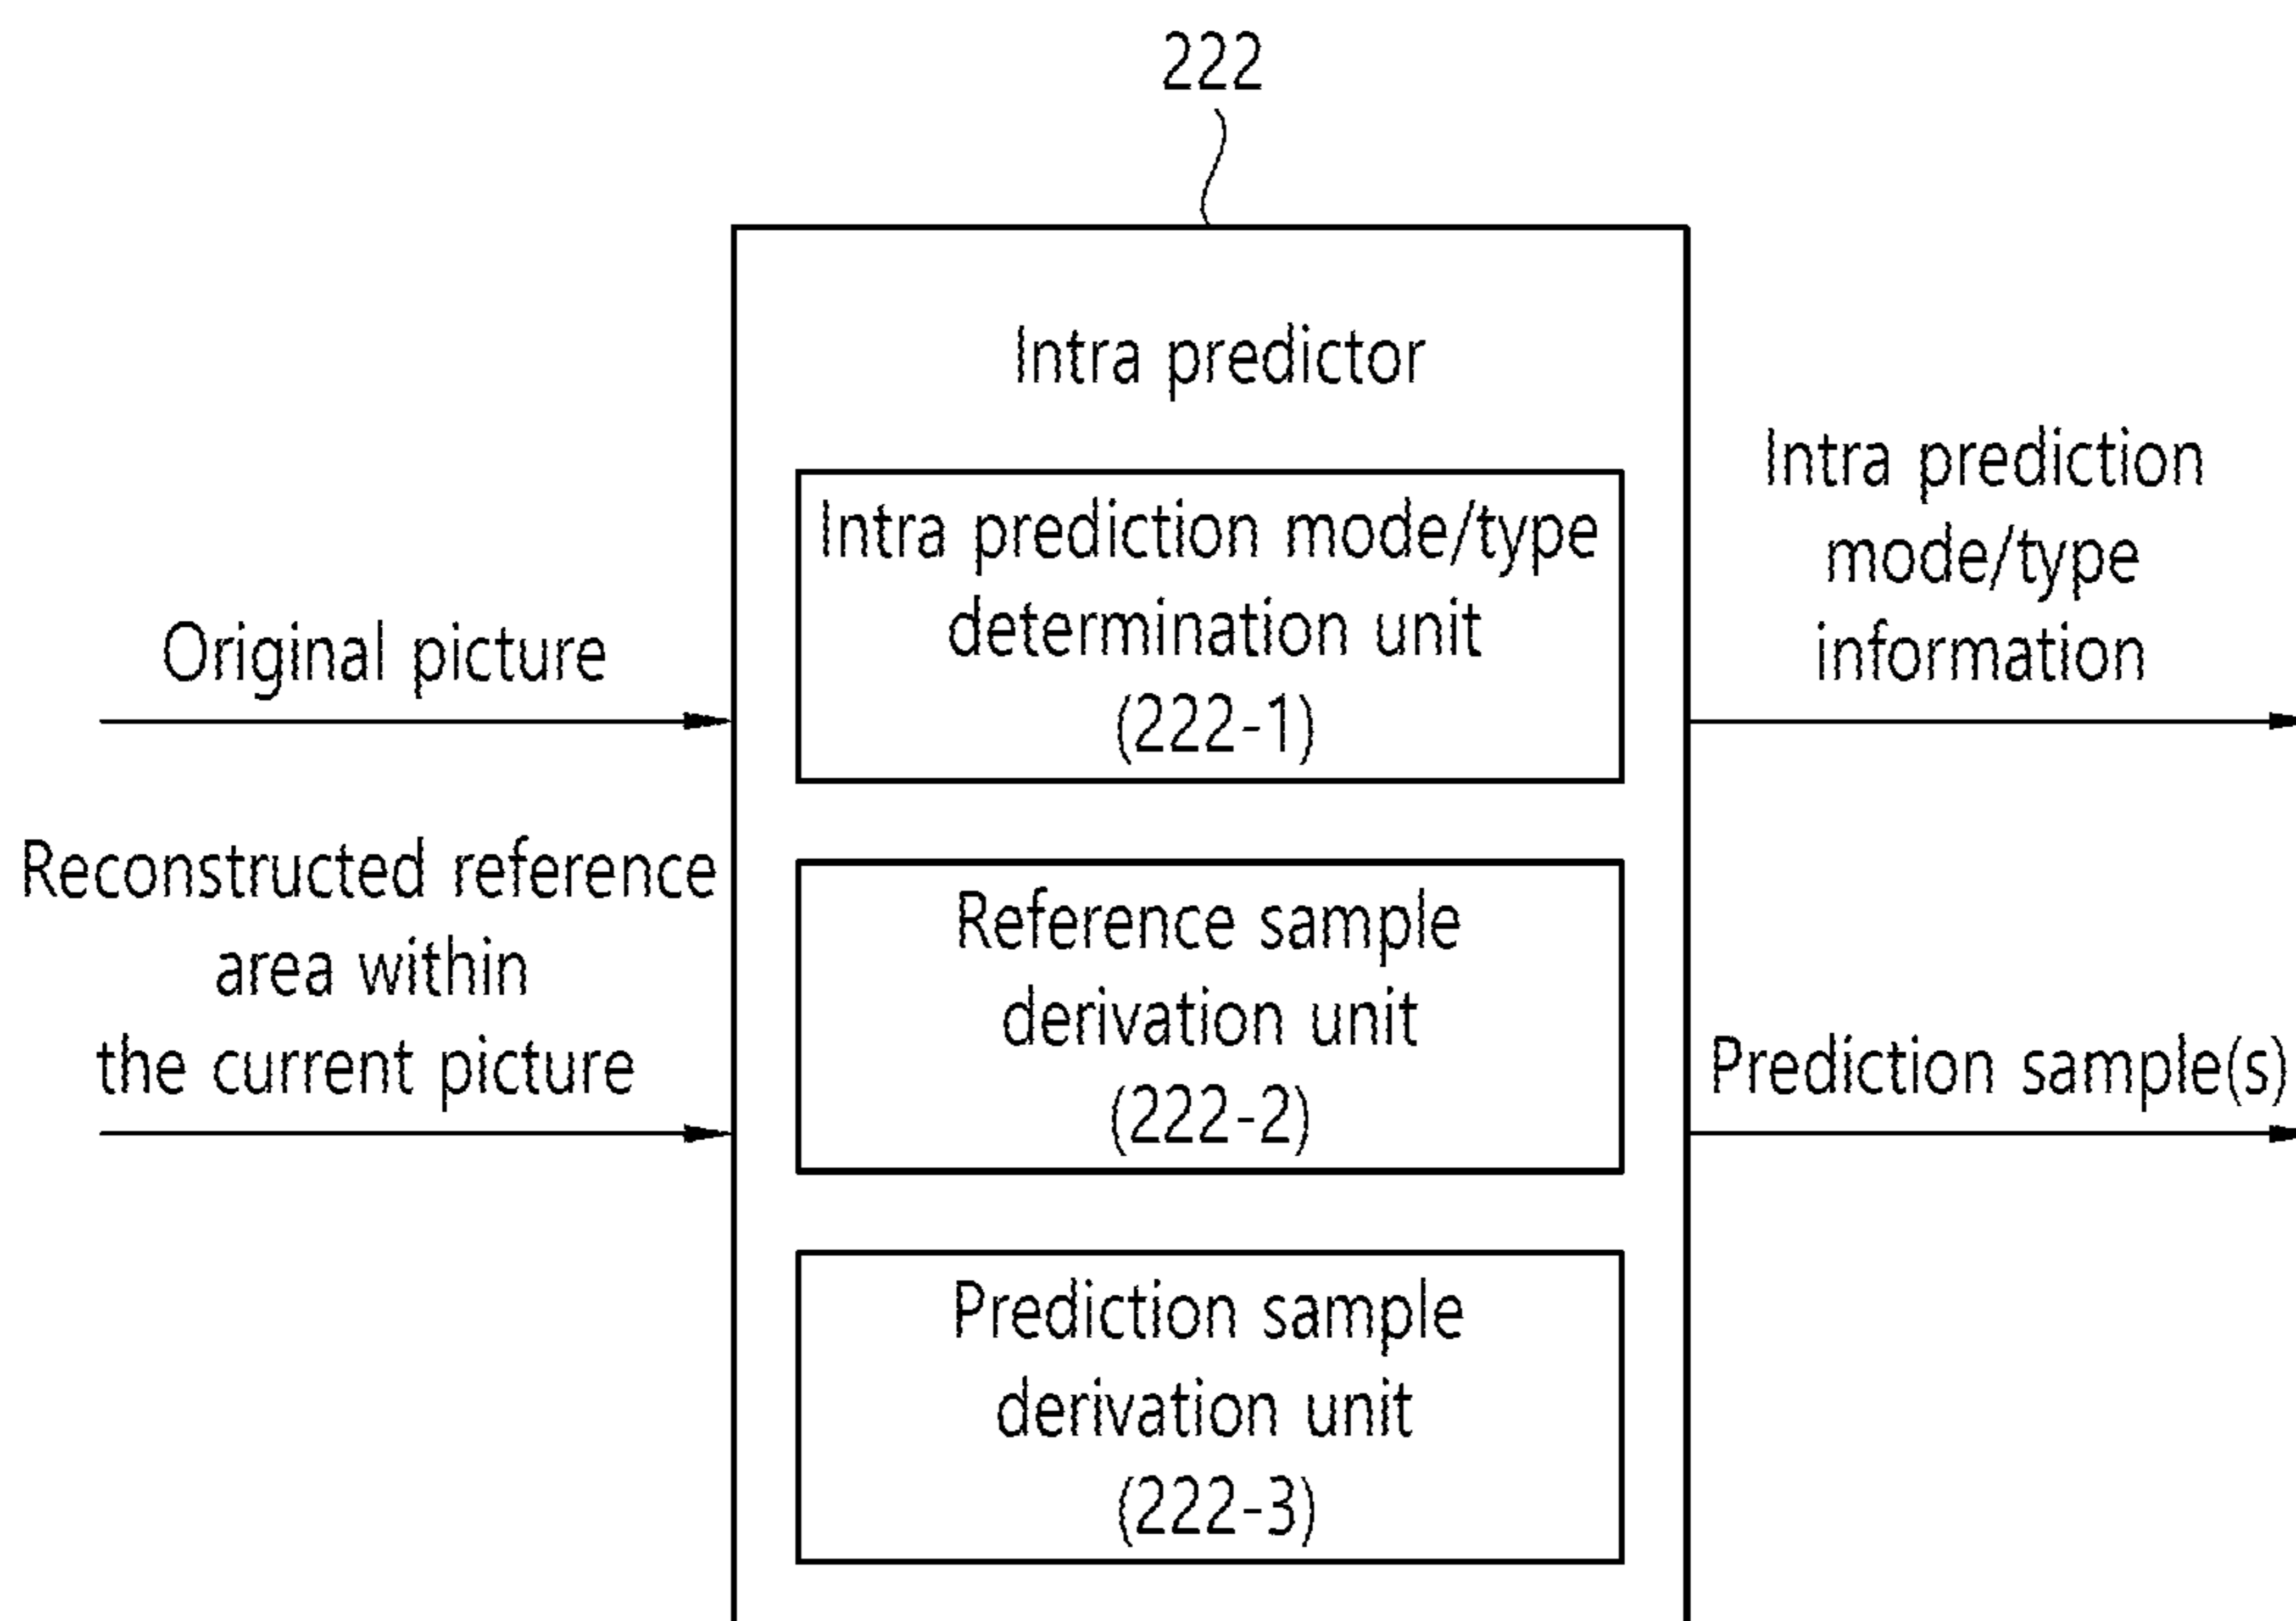 222
Intra predictor
Intra prediction mode/type
determination unit
(222-1)
Reference sample
derivation unit
(222-2)
Prediction sample
derivation unit
(222-3)
Original picture
Reconstructed reference
area within
the current picture
Intra prediction
mode/type
information
Prediction sample(s)